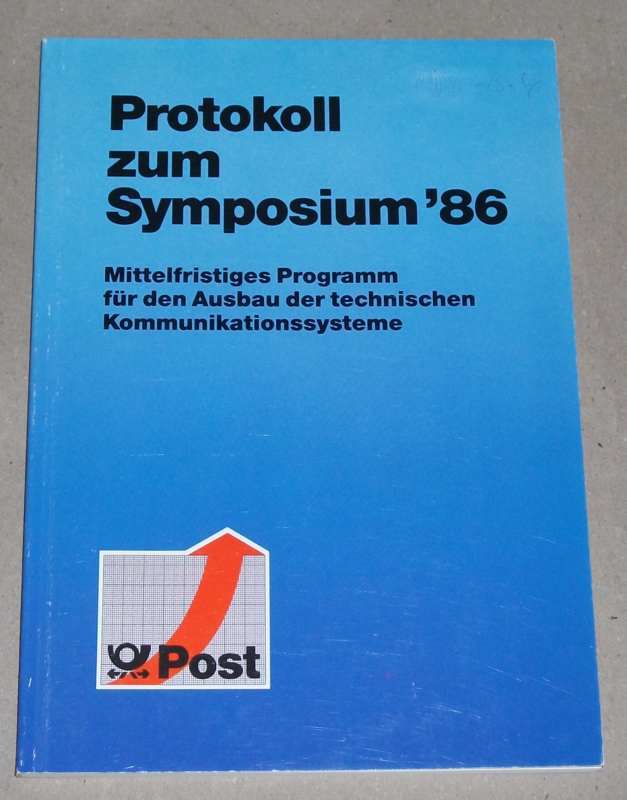 Protokoll
zum
Symposium '86
Mittelfristiges Programm
für den Ausbau der technischen
Kommunikationssysteme
Post